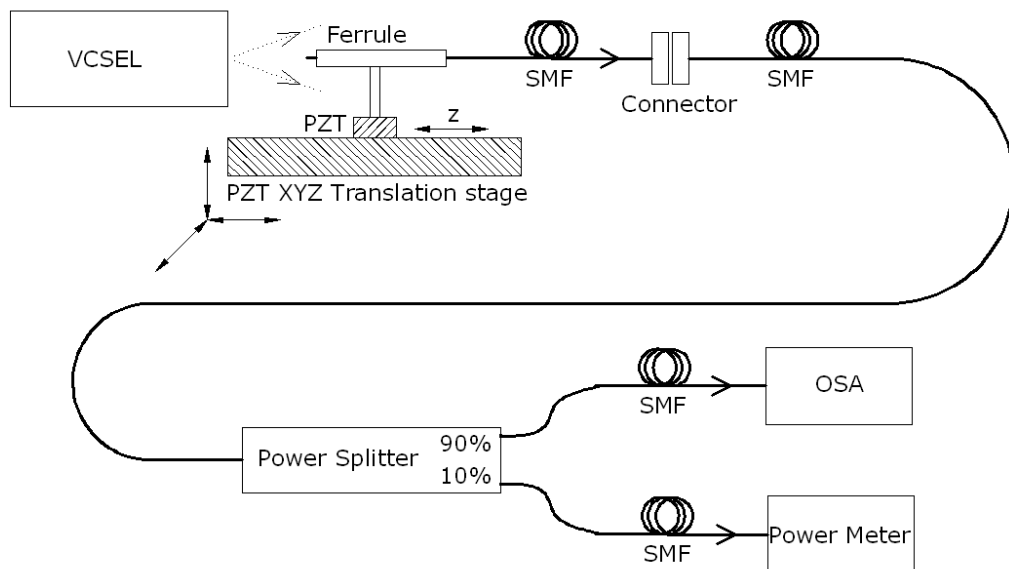 VCSEL
Ferrule
SMF
SMF
Connector
PZT
z
PZT XYZ Translation stage
SMF
OSA
Power Splitter
90%
10%
SMF
Power Meter